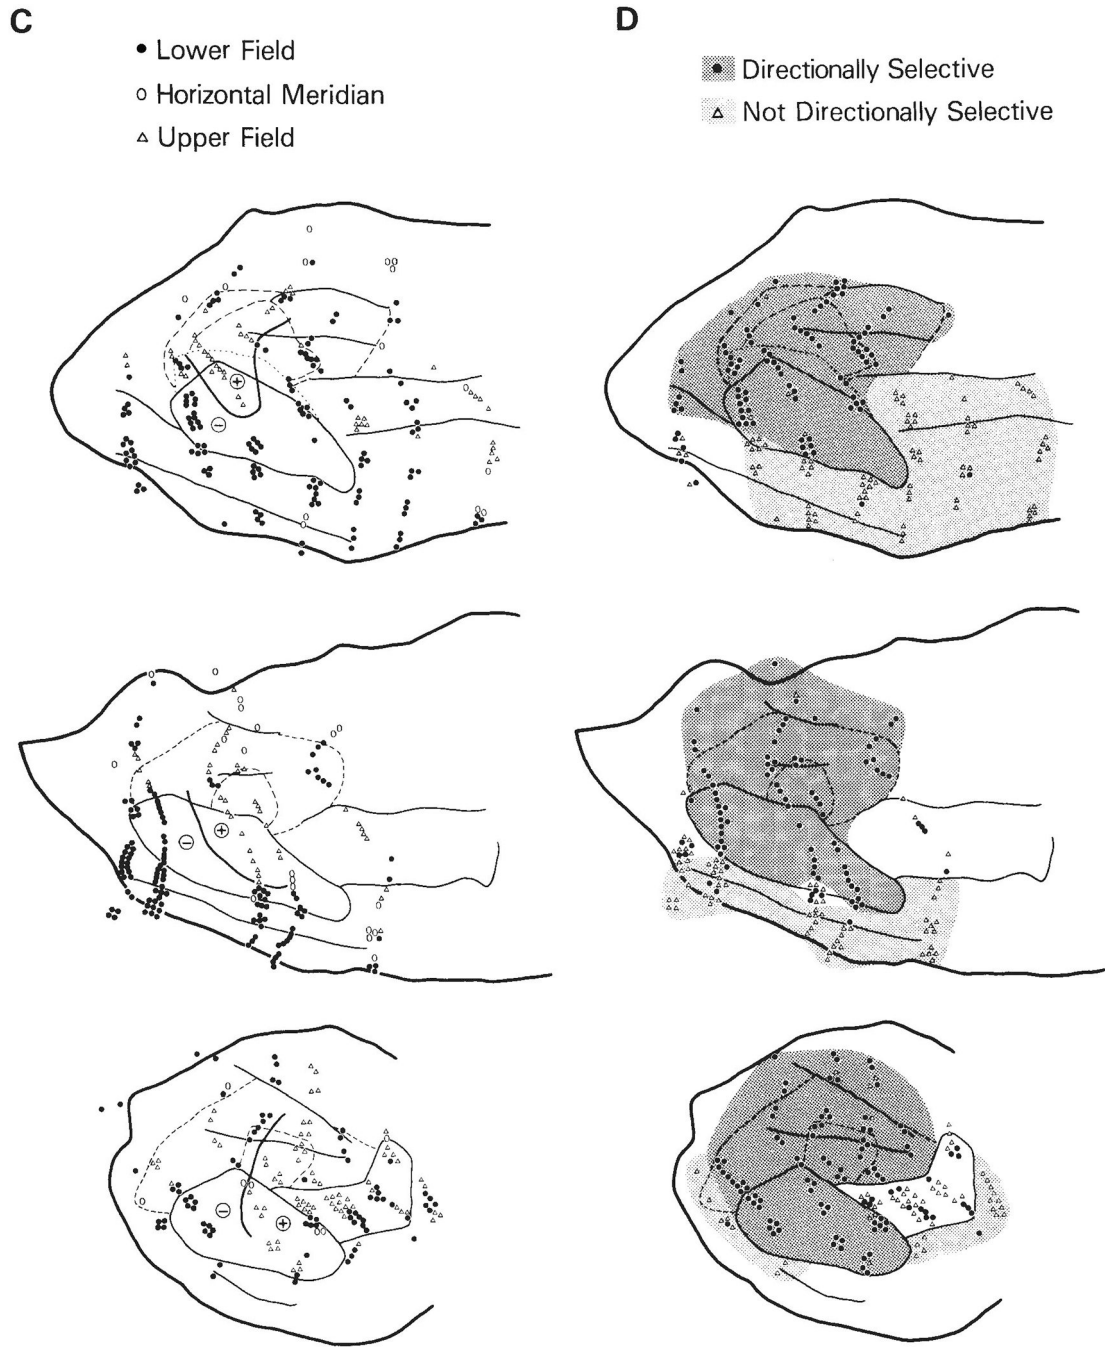 C
Lower Field
Horizontal Meridian
Upper Field
D
Directionally Selective
Not Directionally Selective
+
−
−
+
−
+